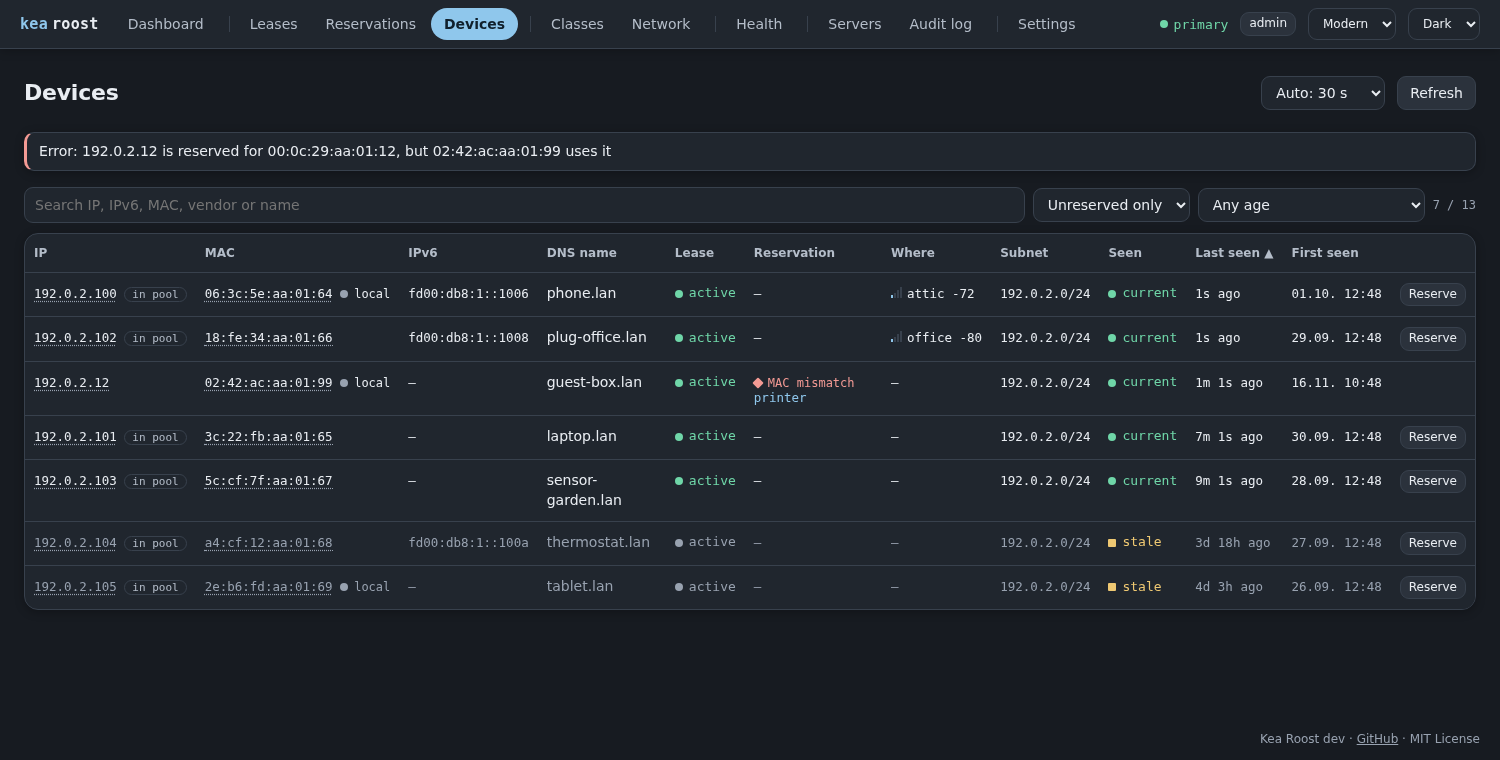 kea roost Dashboard Leases Reservations Devices Classes Network Health Servers Audit log Settings primary admin Modern Dark
Devices Auto: 30 s Refresh
Error: 192.0.2.12 is reserved for 00:0c:29:aa:01:12, but 02:42:ac:aa:01:99 uses it
Search IP, IPv6, MAC, vendor or name Unreserved only Any age 7 / 13
IP MAC IPv6 DNS name Lease Reservation Where Subnet Seen Last seen ▲ First seen
192.0.2.100 in pool 06:3c:5e:aa:01:64 local fd00:db8:1::1006 phone.lan active — attic -72 192.0.2.0/24 current 1s ago 01.10. 12:48 Reserve
192.0.2.102 in pool 18:fe:34:aa:01:66 fd00:db8:1::1008 plug-office.lan active — office -80 192.0.2.0/24 current 1s ago 29.09. 12:48 Reserve
192.0.2.12 02:42:ac:aa:01:99 local — guest-box.lan active MAC mismatch — 192.0.2.0/24 current 1m 1s ago 16.11. 10:48
printer
192.0.2.101 in pool 3c:22:fb:aa:01:65 — laptop.lan active — — 192.0.2.0/24 current 7m 1s ago 30.09. 12:48 Reserve
192.0.2.103 in pool 5c:cf:7f:aa:01:67 — sensor- active — — 192.0.2.0/24 current 9m 1s ago 28.09. 12:48 Reserve
garden.lan
192.0.2.104 in pool a4:cf:12:aa:01:68 fd00:db8:1::100a thermostat.lan active — — 192.0.2.0/24 stale 3d 18h ago 27.09. 12:48 Reserve
192.0.2.105 in pool 2e:b6:fd:aa:01:69 local — tablet.lan active — — 192.0.2.0/24 stale 4d 3h ago 26.09. 12:48 Reserve
Kea Roost dev · GitHub · MIT License